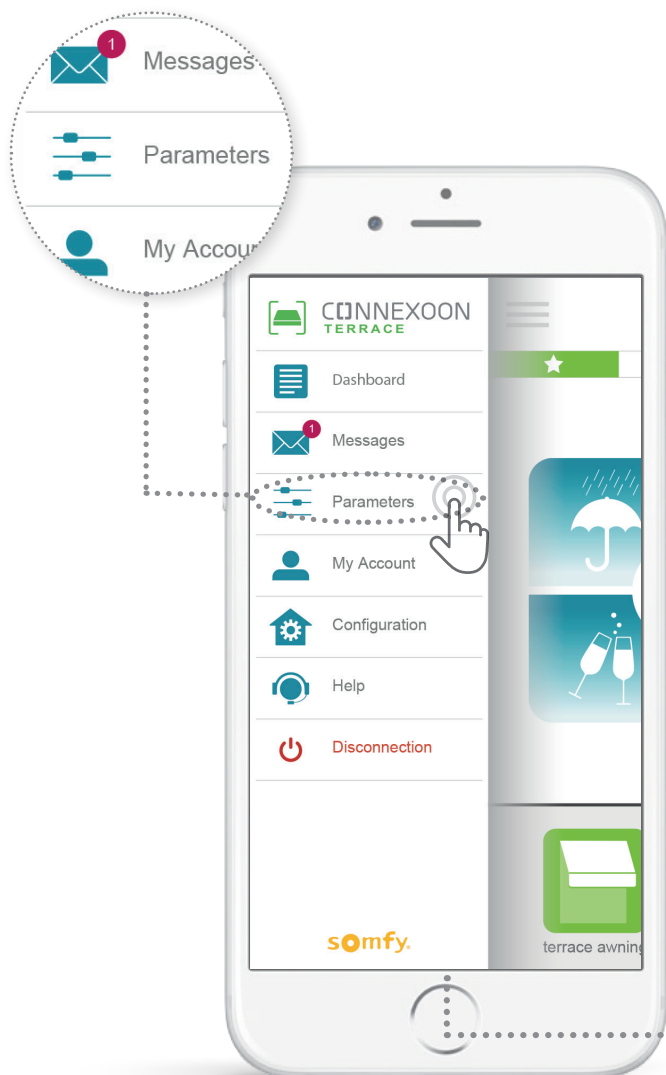 1
Messages
Parameters
My Accou
CONNEXOON
TERRACE
Dashboard
1
Messages
Parameters
My Account
Configuration
Help
Disconnection
somfy.
terrace awning